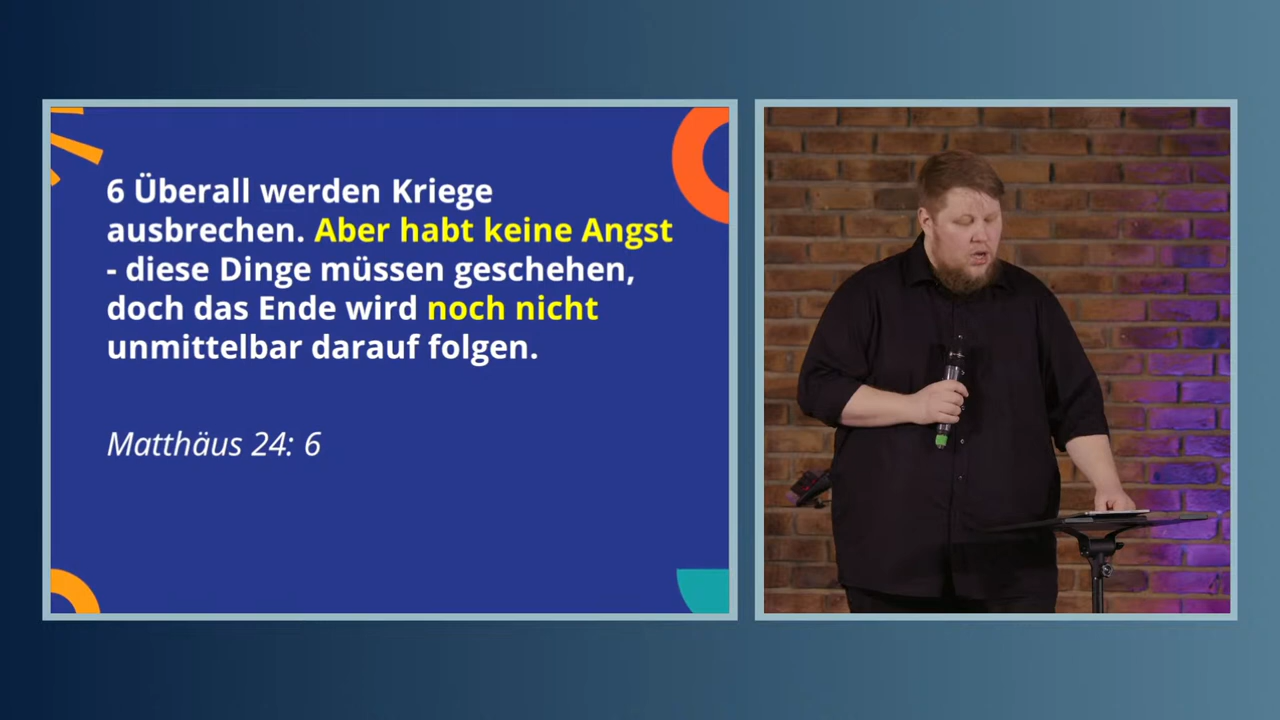 6 Überall werden Kriege
ausbrechen. Aber habt keine Angst
- diese Dinge müssen geschehen,
doch das Ende wird noch nicht
unmittelbar darauf folgen.
Matthäus 24: 6